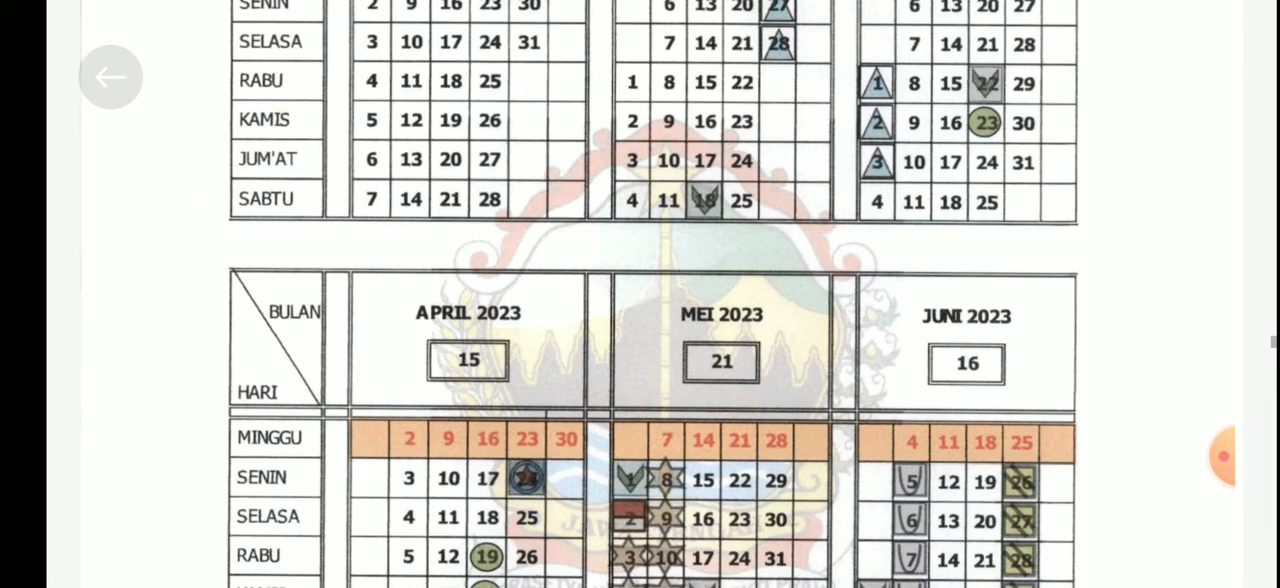 SENIN 2 9 16 23 30 6 13 20 27 6 13 20 27
SELASA 3 10 17 24 31 7 14 21 28 7 14 21 28
RABU 4 11 18 25 1 8 15 22 1 8 15 22 29
KAMIS 5 12 19 26 2 9 16 23 2 9 16 23 30
JUM'AT 6 13 20 27 3 10 17 24 3 10 17 24 31
SABTU 7 14 21 28 4 11 18 25 4 11 18 25
BULAN APRIL 2023 MEI 2023 JUNI 2023
15 21 16
HARI
MINGGU 2 9 16 23 30 7 14 21 28 4 11 18 25
SENIN 3 10 17 24 1 8 15 22 29 5 12 19 26
SELASA 4 11 18 25 2 9 16 23 30 6 13 20 27
RABU 5 12 19 26 3 10 17 24 31 7 14 21 28